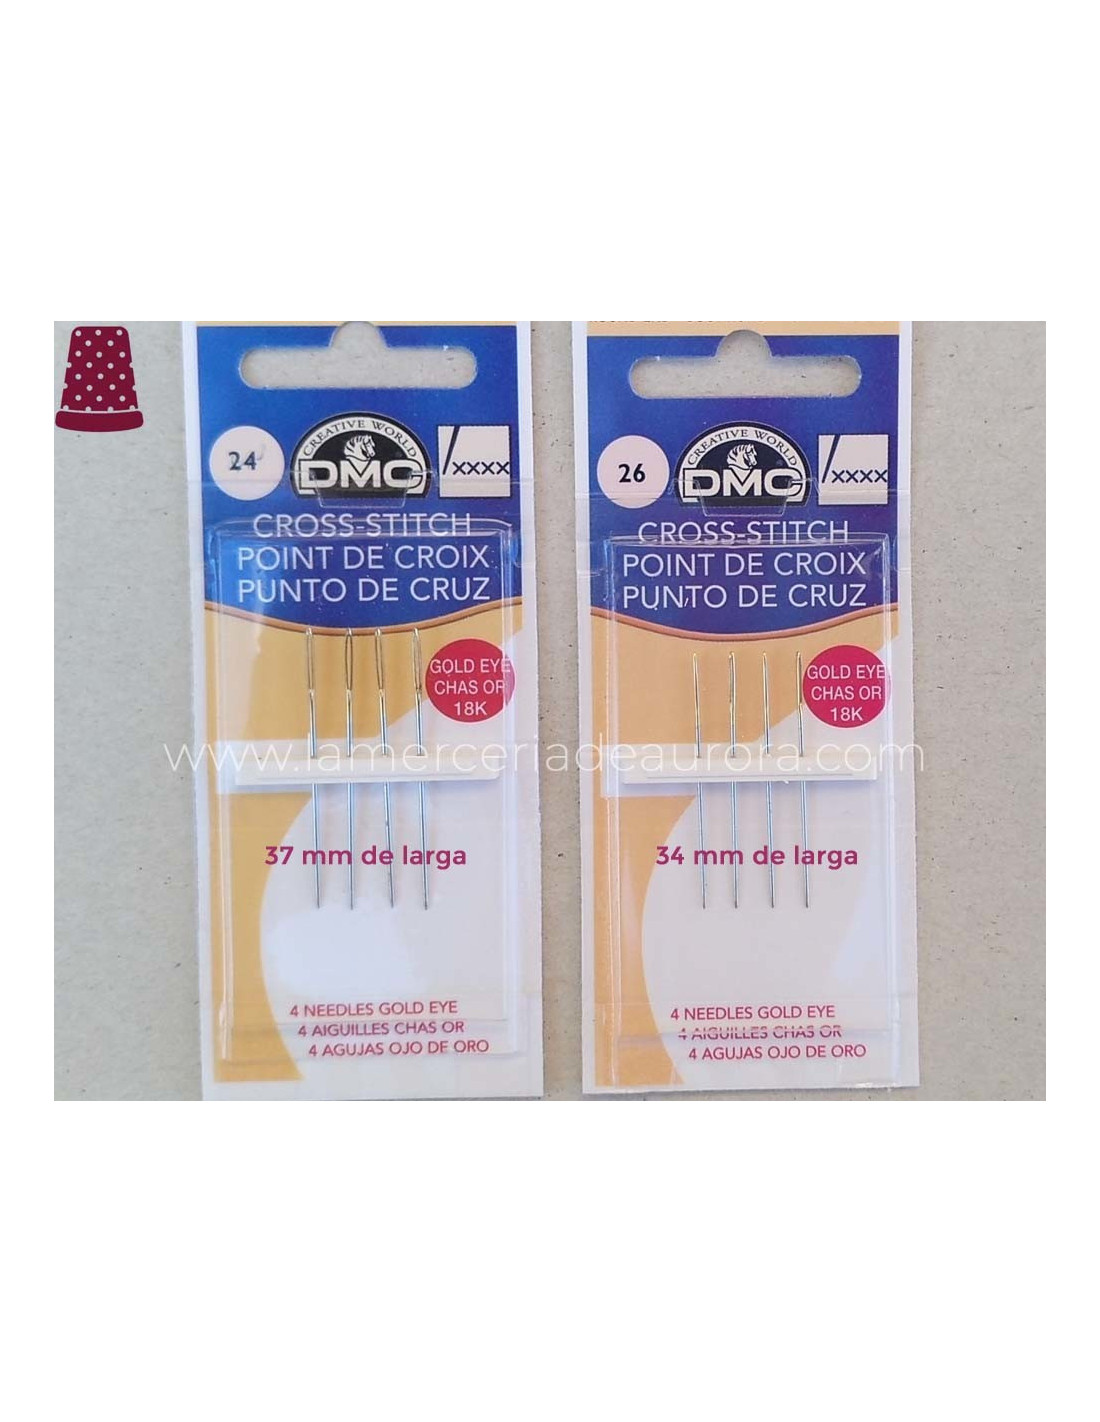 24
CREATIVE WORLD
DMC
xxxx
CROSS-STITCH
POINT DE CROIX
PUNTO DE CRUZ
GOLD EYE
CHAS OR
18K
37 mm de larga
4 NEEDLES GOLD EYE
4 AIGUILLES CHAS OR
4 AGUJAS OJO DE ORO
26
CREATIVE WORLD
DMC
xxxx
CROSS-STITCH
POINT DE CROIX
PUNTO DE CRUZ
GOLD EYE
CHAS OR
18K
34 mm de larga
4 NEEDLES GOLD EYE
4 AIGUILLES CHAS OR
4 AGUJAS OJO DE ORO
www.lamerceriadeaurora.com